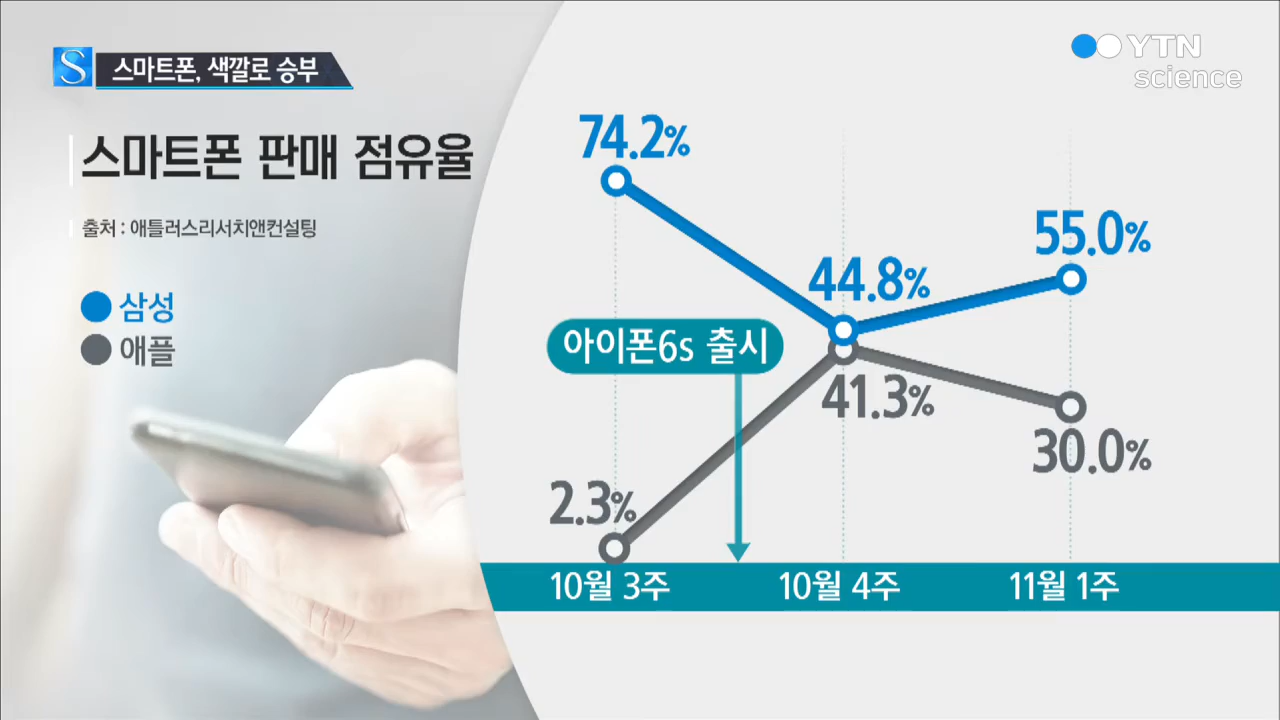 S 스마트폰, 색깔로 승부
YTN
science
스마트폰 판매 점유율
출처 : 애틀러스리서치앤컨설팅
삼성
애플
74.2%
44.8%
55.0%
아이폰6s 출시
2.3%
41.3%
30.0%
10월 3주 10월 4주 11월 1주